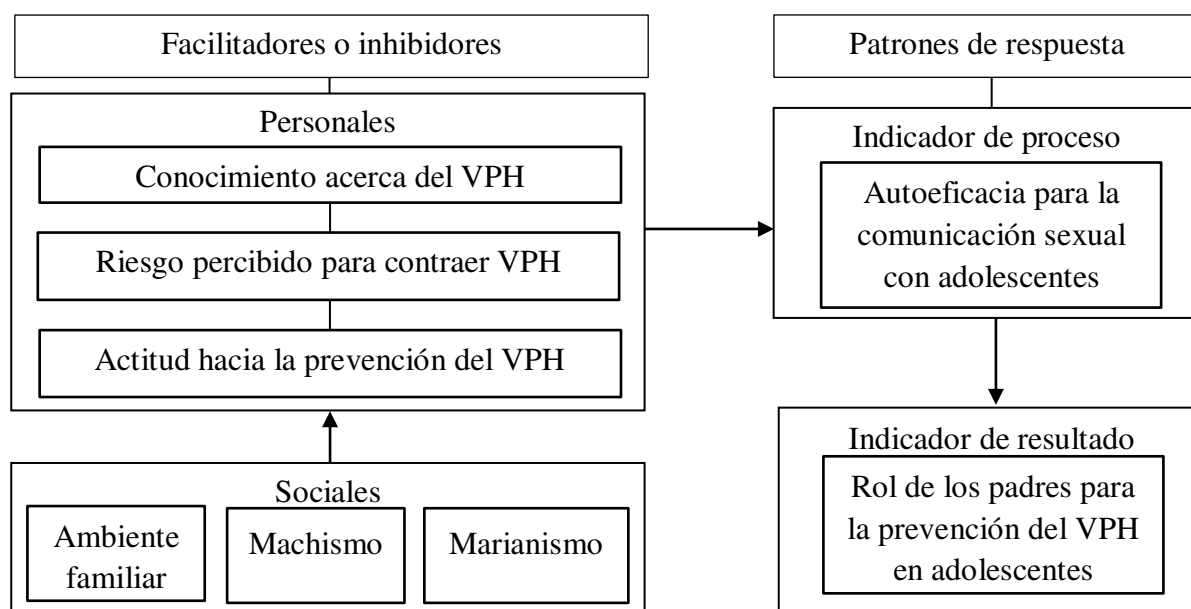 Facilitadores o inhibidores
Personales
Conocimiento acerca del VPH
Riesgo percibido para contraer VPH
Actitud hacia la prevención del VPH
Sociales
Ambiente
familiar
Machismo
Marianismo
Patrones de respuesta
Indicador de proceso
Autoeficacia para la
comunicación sexual
con adolescentes
Indicador de resultado
Rol de los padres para
la prevención del VPH
en adolescentes